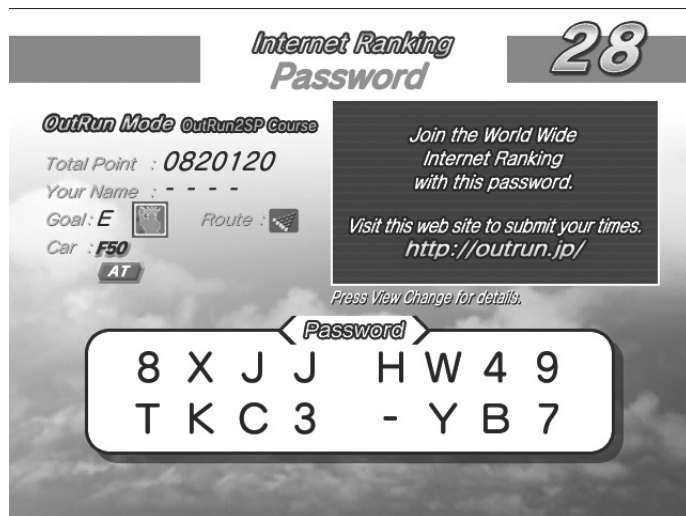 Internet Ranking
Password
28
OutRun Mode OutRun2SP Course
Total Point : 0820120
Your Name : - - - -
Goal: E Route :
Car : F50
AT
Join the World Wide
Internet Ranking
with this password.
Visit this web site to submit your times.
http://outrun.jp/
Press View Change for details.
Password
8 X J J H W 4 9
T K C 3 - Y B 7